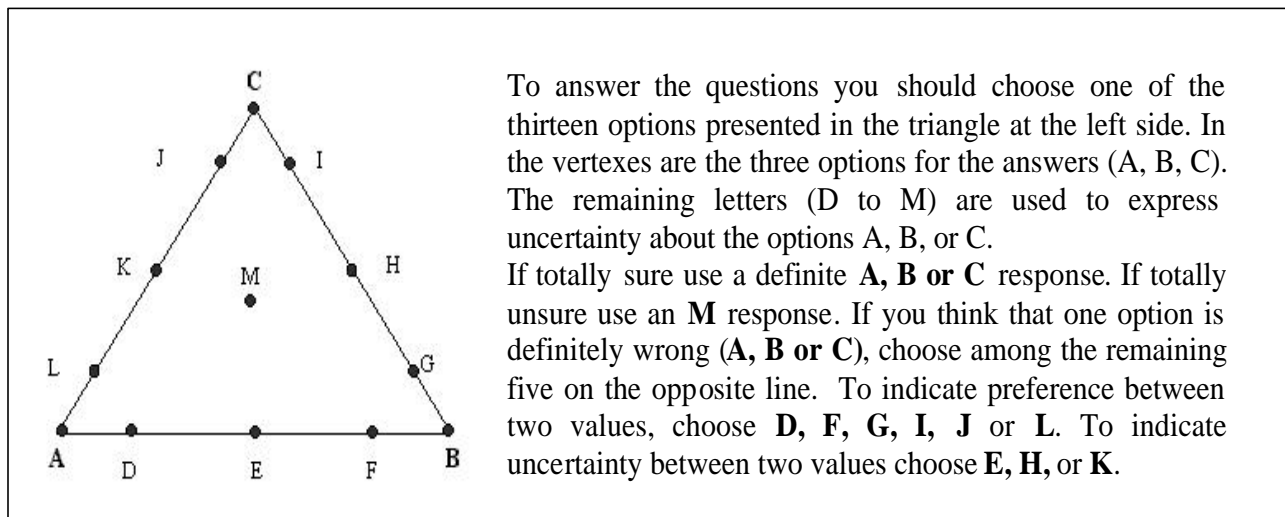 C
J
I
K
H
M
L
G
A
D
E
F
B
To answer the questions you should choose one of the
thirteen options presented in the triangle at the left side. In
the vertexes are the three options for the answers (A, B, C).
The remaining letters (D to M) are used to express
uncertainty about the options A, B, or C.
If totally sure use a definite A, B or C response. If totally
unsure use an M response. If you think that one option is
definitely wrong (A, B or C), choose among the remaining
five on the opposite line. To indicate preference between
two values, choose D, F, G, I, J or L. To indicate
uncertainty between two values choose E, H, or K.